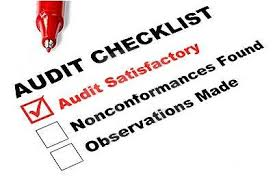 AUDIT CHECKLIST
Audit Satisfactory
Nonconformances Found
Observations Made